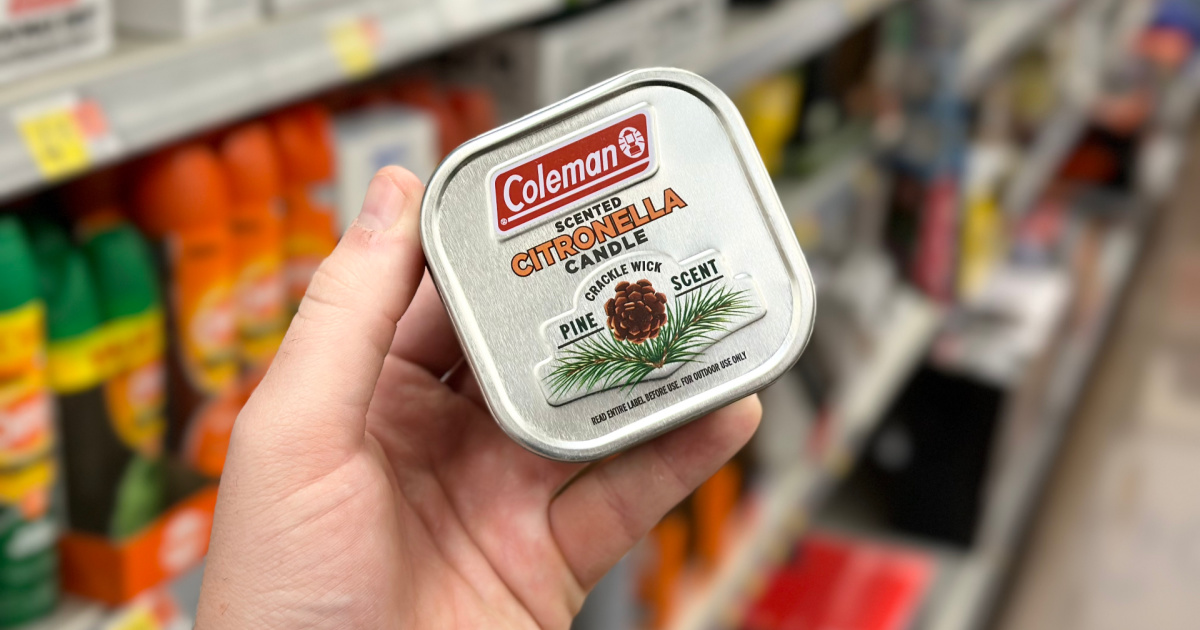 Coleman
SCENTED
CITRONELLA
CANDLE
CRACKLE WICK
PINE SCENT
READ ENTIRE LABEL BEFORE USE. FOR OUTDOOR USE ONLY